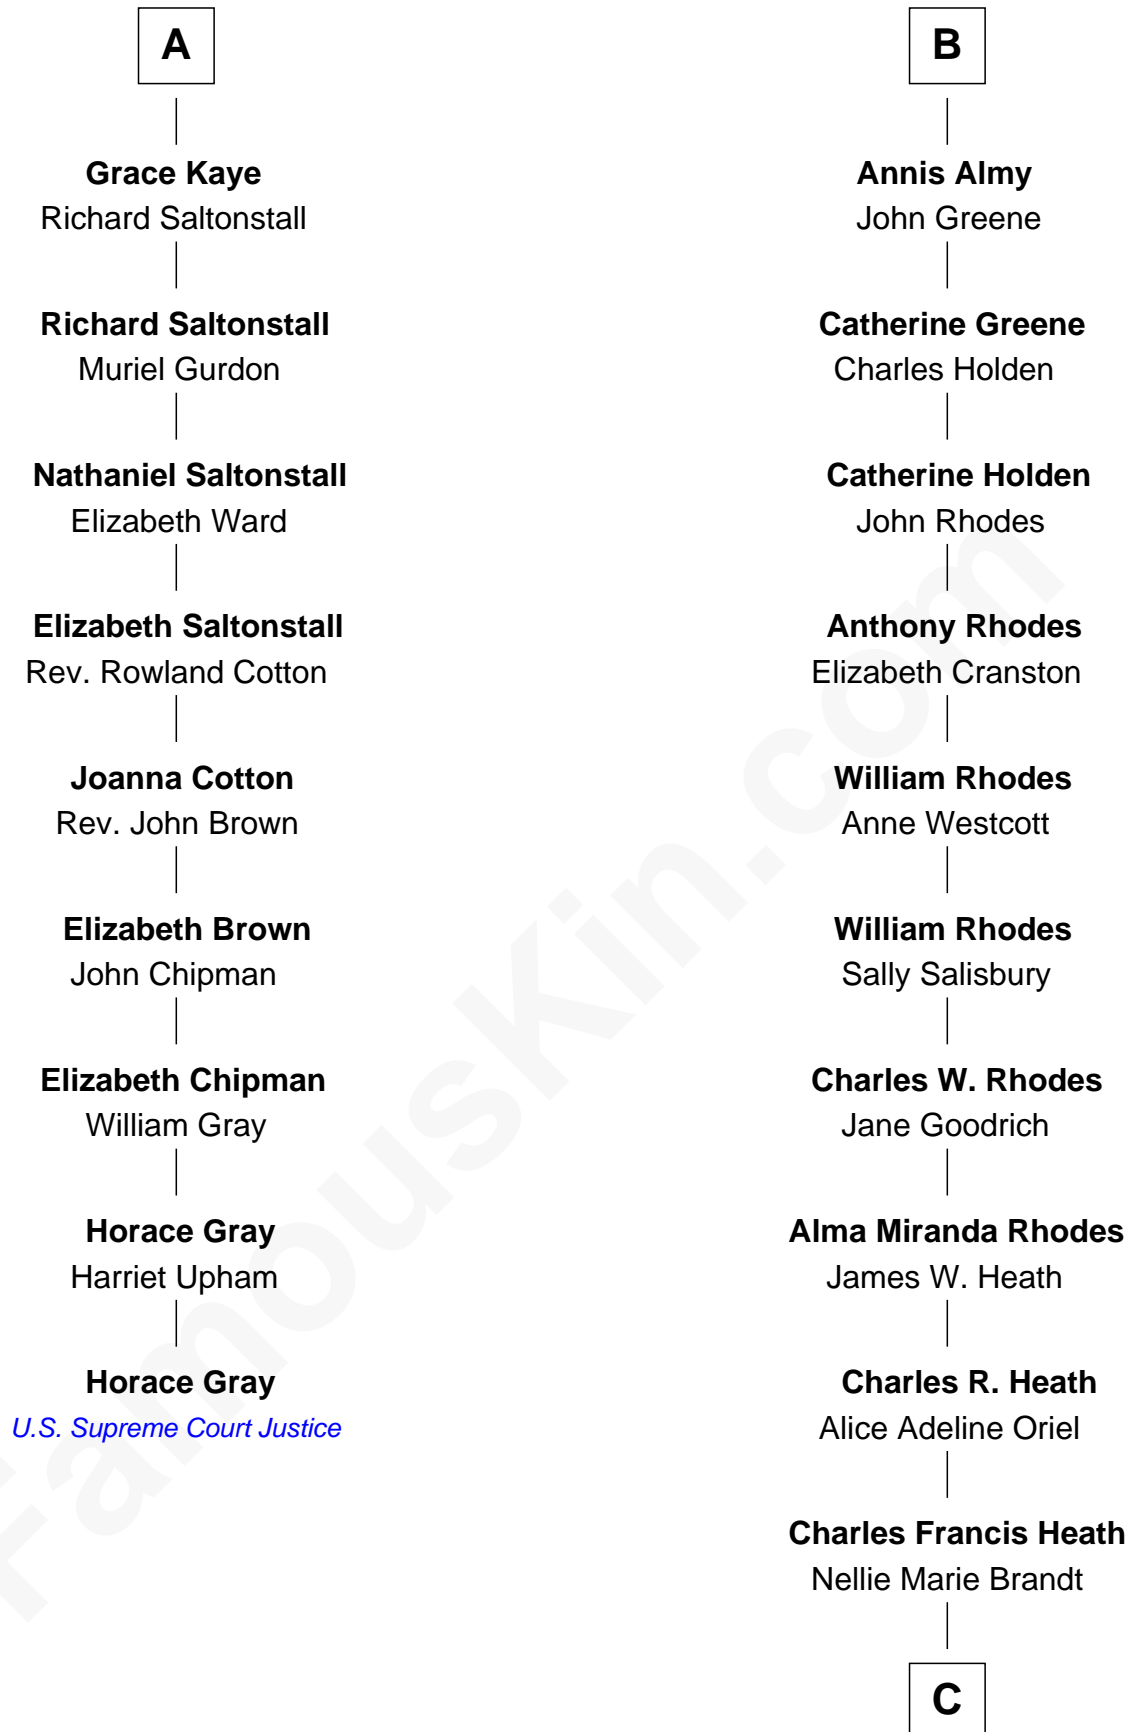 A
Grace Kaye
Richard Saltonstall
Richard Saltonstall
Muriel Gurdon
Nathaniel Saltonstall
Elizabeth Ward
Elizabeth Saltonstall
Rev. Rowland Cotton
Joanna Cotton
Rev. John Brown
Elizabeth Brown
John Chipman
Elizabeth Chipman
William Gray
Horace Gray
Harriet Upham
Horace Gray
U.S. Supreme Court Justice
B
Annis Almy
John Greene
Catherine Greene
Charles Holden
Catherine Holden
John Rhodes
Anthony Rhodes
Elizabeth Cranston
William Rhodes
Anne Westcott
William Rhodes
Sally Salisbury
Charles W. Rhodes
Jane Goodrich
Alma Miranda Rhodes
James W. Heath
Charles R. Heath
Alice Adeline Oriel
Charles Francis Heath
Nellie Marie Brandt
C
FamousKin.com